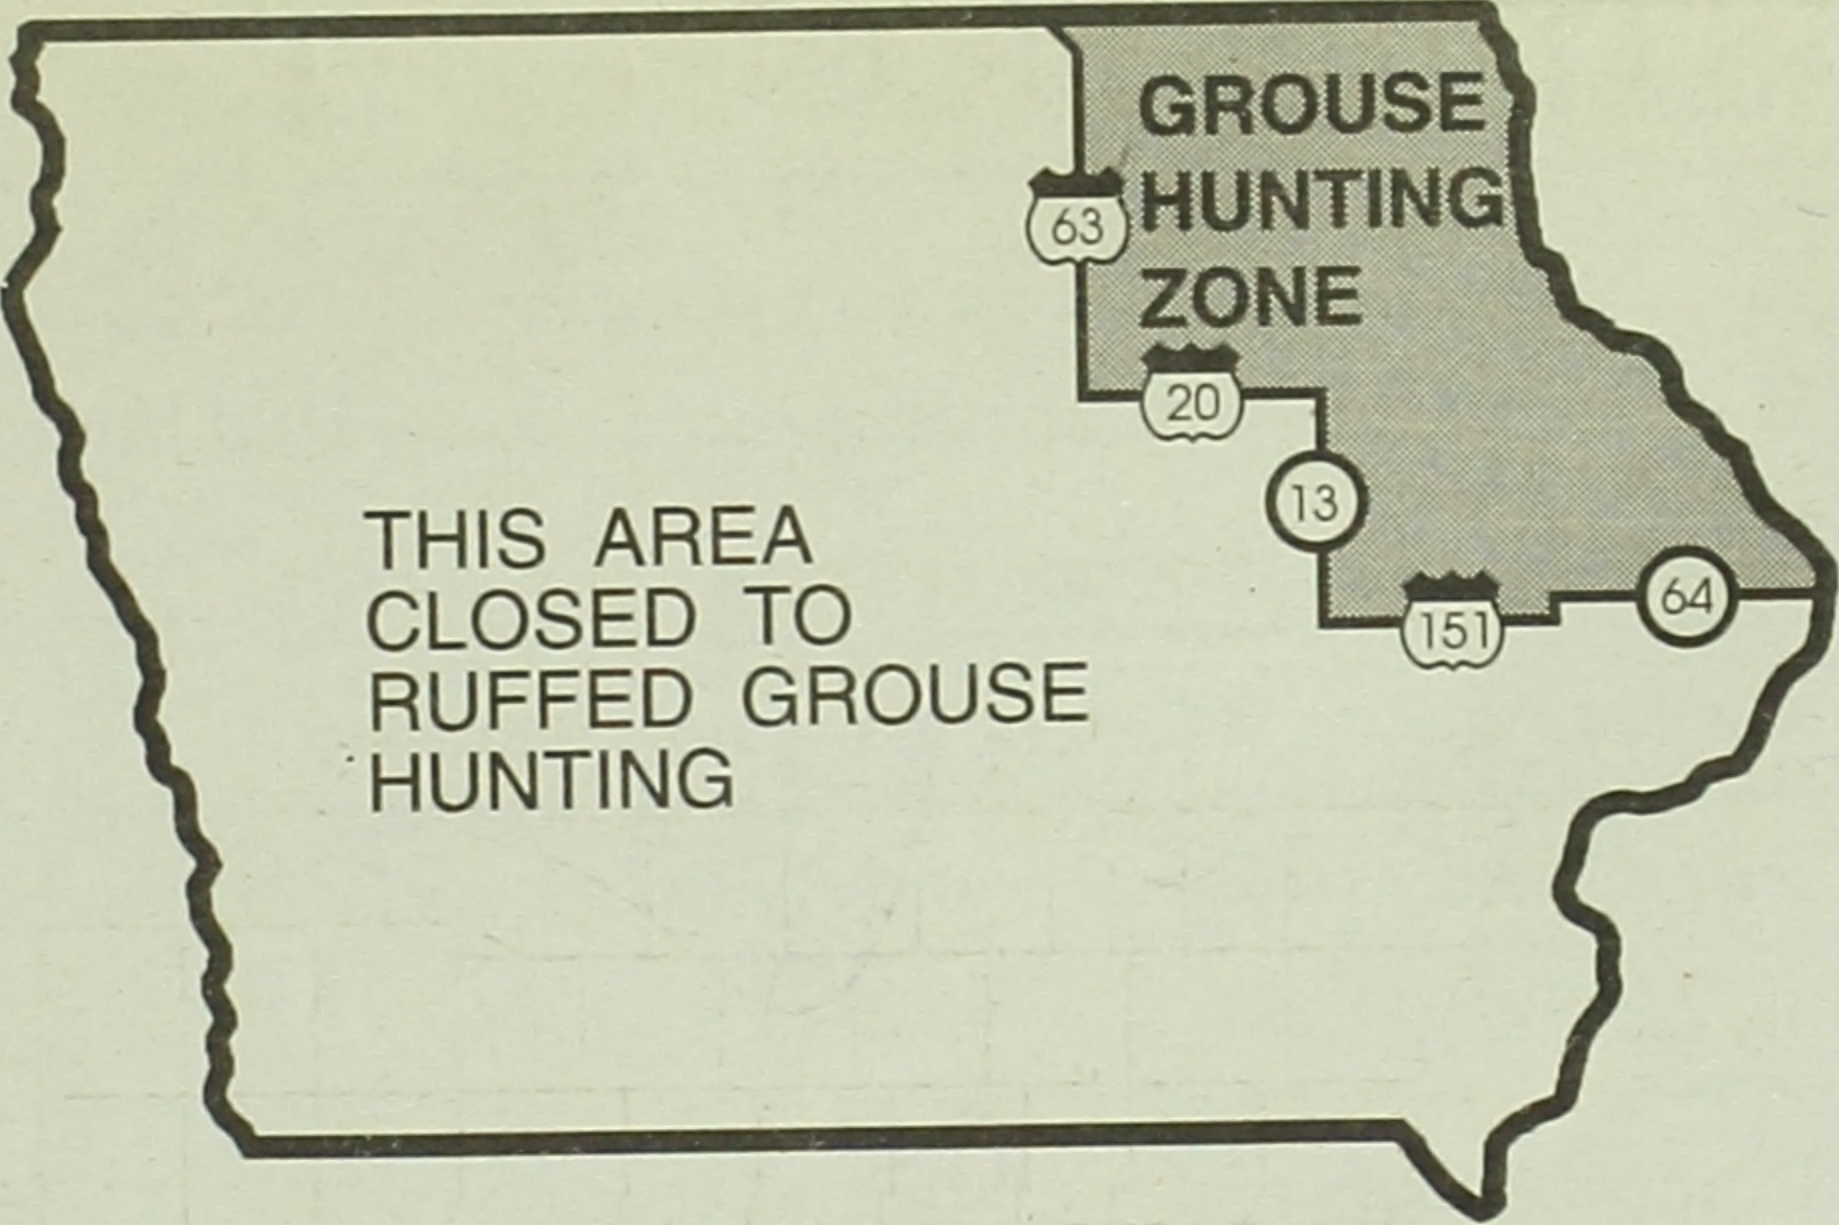 GROUSE
HUNTING
ZONE
63
20
13
151
64
THIS AREA
CLOSED TO
RUFFED GROUSE
HUNTING